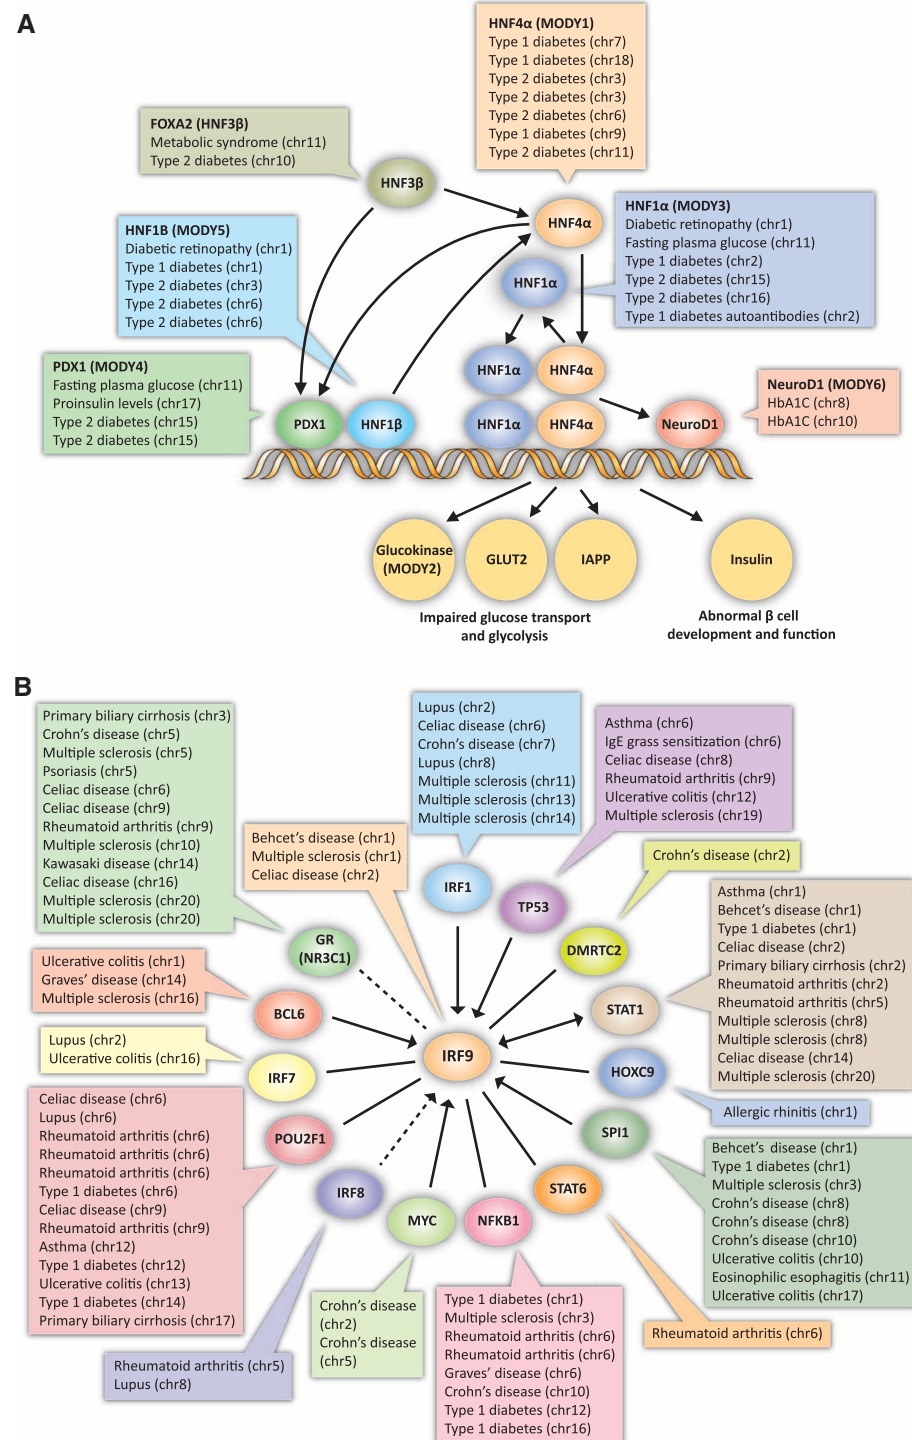 A
HNF4α (MODY1)
Type 1 diabetes (chr7)
Type 1 diabetes (chr18)
Type 2 diabetes (chr3)
Type 2 diabetes (chr3)
Type 2 diabetes (chr6)
Type 1 diabetes (chr9)
Type 2 diabetes (chr11)
FOXA2 (HNF3β)
Metabolic syndrome (chr11)
Type 2 diabetes (chr10)
HNF3β
HNF4α
HNF1α (MODY3)
Diabetic retinopathy (chr1)
Fasting plasma glucose (chr11)
Type 1 diabetes (chr2)
Type 2 diabetes (chr15)
Type 2 diabetes (chr16)
Type 1 diabetes autoantibodies (chr2)
HNF1B (MODY5)
Diabetic retinopathy (chr1)
Type 1 diabetes (chr1)
Type 2 diabetes (chr3)
Type 2 diabetes (chr6)
Type 2 diabetes (chr6)
HNF1α
PDX1 (MODY4)
Fasting plasma glucose (chr11)
Proinsulin levels (chr17)
Type 2 diabetes (chr15)
Type 2 diabetes (chr15)
HNF1α
HNF4α
NeuroD1 (MODY6)
HbA1C (chr8)
HbA1C (chr10)
PDX1
HNF1β
HNF1α
HNF4α
NeuroD1
Glucokinase
(MODY2)
GLUT2
IAPP
Insulin
Impaired glucose transport
and glycolysis
Abnormal β cell
development and function
B
Primary biliary cirrhosis (chr3)
Crohn's disease (chr5)
Multiple sclerosis (chr5)
Psoriasis (chr5)
Celiac disease (chr6)
Celiac disease (chr9)
Rheumatoid arthritis (chr9)
Multiple sclerosis (chr10)
Kawasaki disease (chr14)
Celiac disease (chr16)
Multiple sclerosis (chr20)
Multiple sclerosis (chr20)
Behcet's disease (chr1)
Multiple sclerosis (chr1)
Celiac disease (chr2)
Lupus (chr2)
Celiac disease (chr6)
Crohn's disease (chr7)
Lupus (chr8)
Multiple sclerosis (chr11)
Multiple sclerosis (chr13)
Multiple sclerosis (chr14)
Asthma (chr6)
IgE grass sensitization (chr6)
Celiac disease (chr8)
Rheumatoid arthritis (chr9)
Ulcerative colitis (chr12)
Multiple sclerosis (chr19)
Crohn's disease (chr2)
IRF1
TP53
DMRTC2
GR
(NR3C1)
Asthma (chr1)
Behcet's disease (chr1)
Type 1 diabetes (chr1)
Celiac disease (chr2)
Primary biliary cirrhosis (chr2)
Rheumatoid arthritis (chr2)
Rheumatoid arthritis (chr5)
Multiple sclerosis (chr8)
Multiple sclerosis (chr8)
Celiac disease (chr14)
Multiple sclerosis (chr20)
Ulcerative colitis (chr1)
Graves' disease (chr14)
Multiple sclerosis (chr16)
BCL6
STAT1
Lupus (chr2)
Ulcerative colitis (chr16)
IRF7
IRF9
HOXC9
Allergic rhinitis (chr1)
Celiac disease (chr6)
Lupus (chr6)
Rheumatoid arthritis (chr6)
Rheumatoid arthritis (chr6)
Rheumatoid arthritis (chr6)
Type 1 diabetes (chr6)
Celiac disease (chr9)
Rheumatoid arthritis (chr9)
Asthma (chr12)
Type 1 diabetes (chr12)
Ulcerative colitis (chr13)
Type 1 diabetes (chr14)
Primary biliary cirrhosis (chr17)
POU2F1
SPI1
Behcet's disease (chr1)
Type 1 diabetes (chr1)
Multiple sclerosis (chr3)
Crohn's disease (chr8)
Crohn's disease (chr8)
Crohn's disease (chr10)
Ulcerative colitis (chr10)
Eosinophilic esophagitis (chr11)
Ulcerative colitis (chr17)
IRF8
MYC
NFKB1
STAT6
Rheumatoid arthritis (chr5)
Lupus (chr8)
Crohn's disease
(chr2)
Crohn's disease
(chr5)
Type 1 diabetes (chr1)
Multiple sclerosis (chr3)
Rheumatoid arthritis (chr6)
Rheumatoid arthritis (chr6)
Graves' disease (chr6)
Crohn's disease (chr10)
Type 1 diabetes (chr12)
Type 1 diabetes (chr16)
Rheumatoid arthritis (chr6)